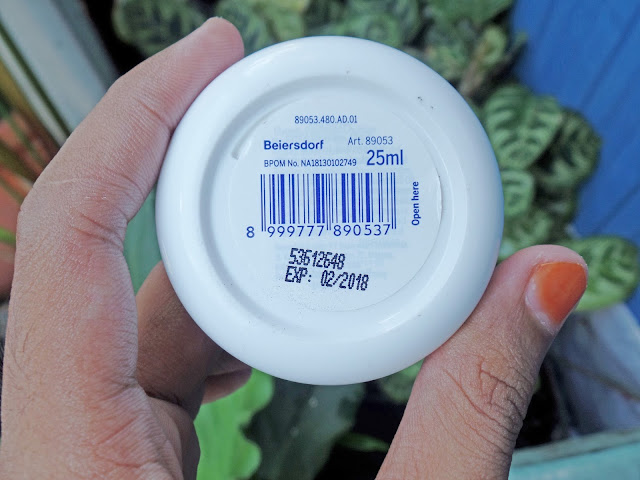 89053.480.AD.01
Beiersdorf Art. 89053
BPOM No. NA18130102749 25ml
Open here
8 999777 890537
53612648
EXP: 02/2018